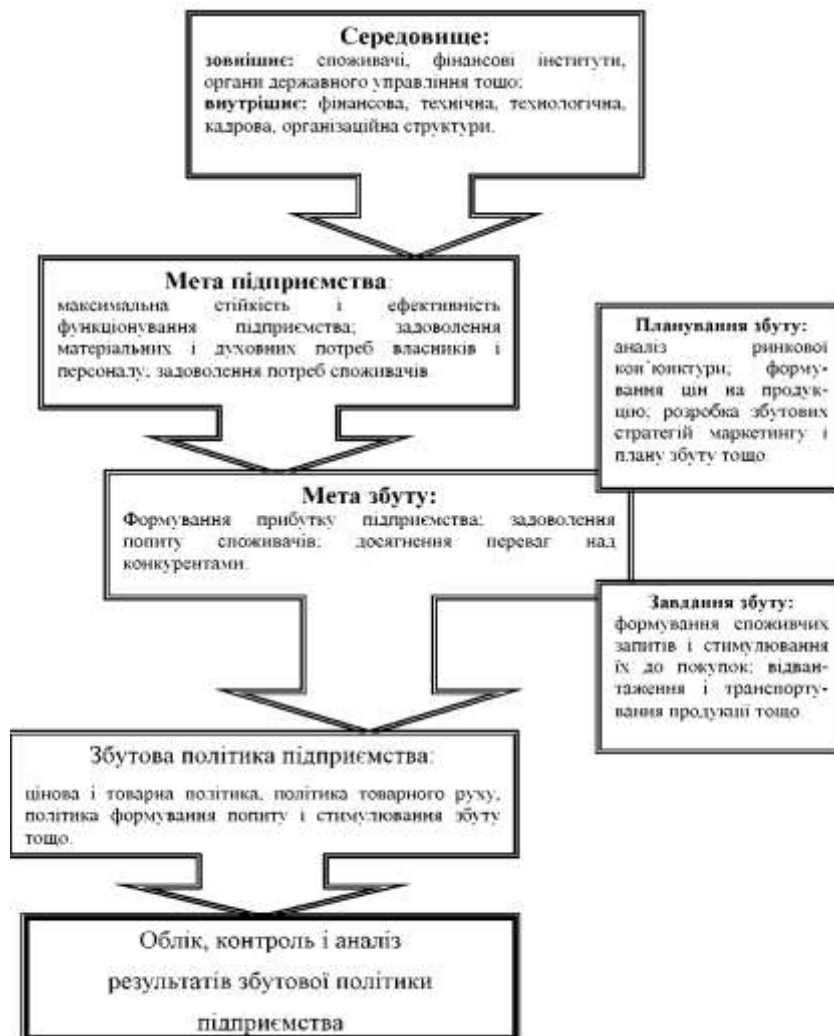 Середовище:
зовнішнє: споживачі, фінансові інститути,
органи державного управління тощо;
внутрішнє: фінансова, технічна, технологічна,
кадрова, організаційна структури.
Мета підприємства:
максимальна стійкість і ефективність
функціонування підприємства; задоволення
матеріальних і духовних потреб власників і
персоналу; задоволення потреб споживачів
Планування збуту:
аналіз ринкової
кон`юнктури; форму-
вання цін на продук-
цію; розробка збутових
стратегій маркетингу і
плану збуту тощо
Мета збуту:
Формування прибутку підприємства; задоволення
попиту споживачів; досягнення переваг над
конкурентами.
Завдання збуту:
формування споживчих
запитів і стимулювання
їх до покупок; відван-
таження і транспорту-
вання продукції тощо
Збутова політика підприємства:
цінова і товарна політика, політика товарного руху,
політика формування попиту і стимулювання збуту
тощо.
Облік, контроль і аналіз
результатів збутової політики
підприємства